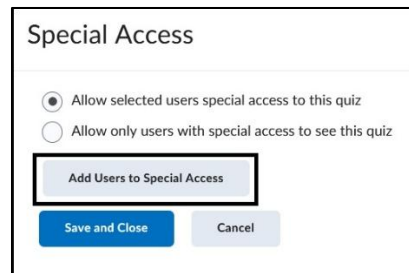 Special Access
Allow selected users special access to this quiz
Allow only users with special access to see this quiz
Add Users to Special Access
Save and Close Cancel